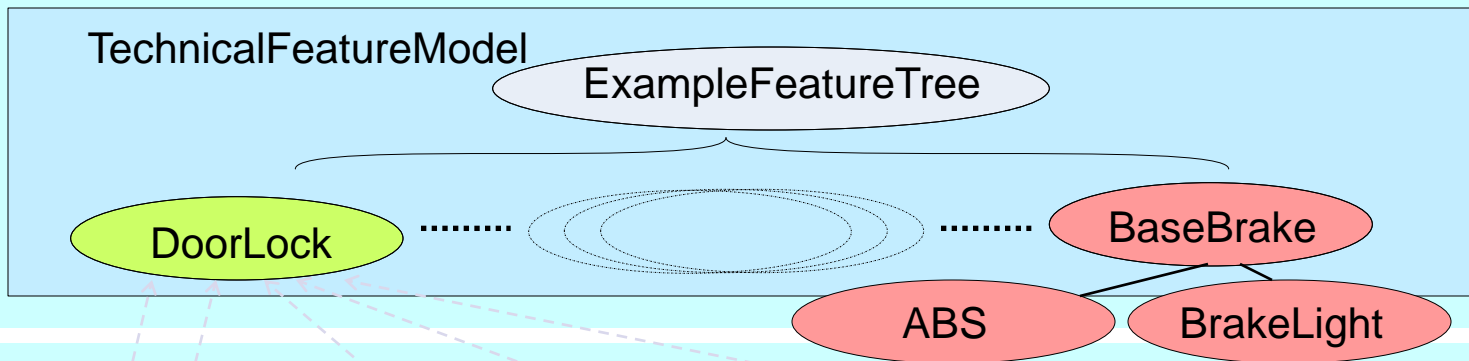 TechnicalFeatureModel
ExampleFeatureTree
DoorLock
BaseBrake
ABS
BrakeLight